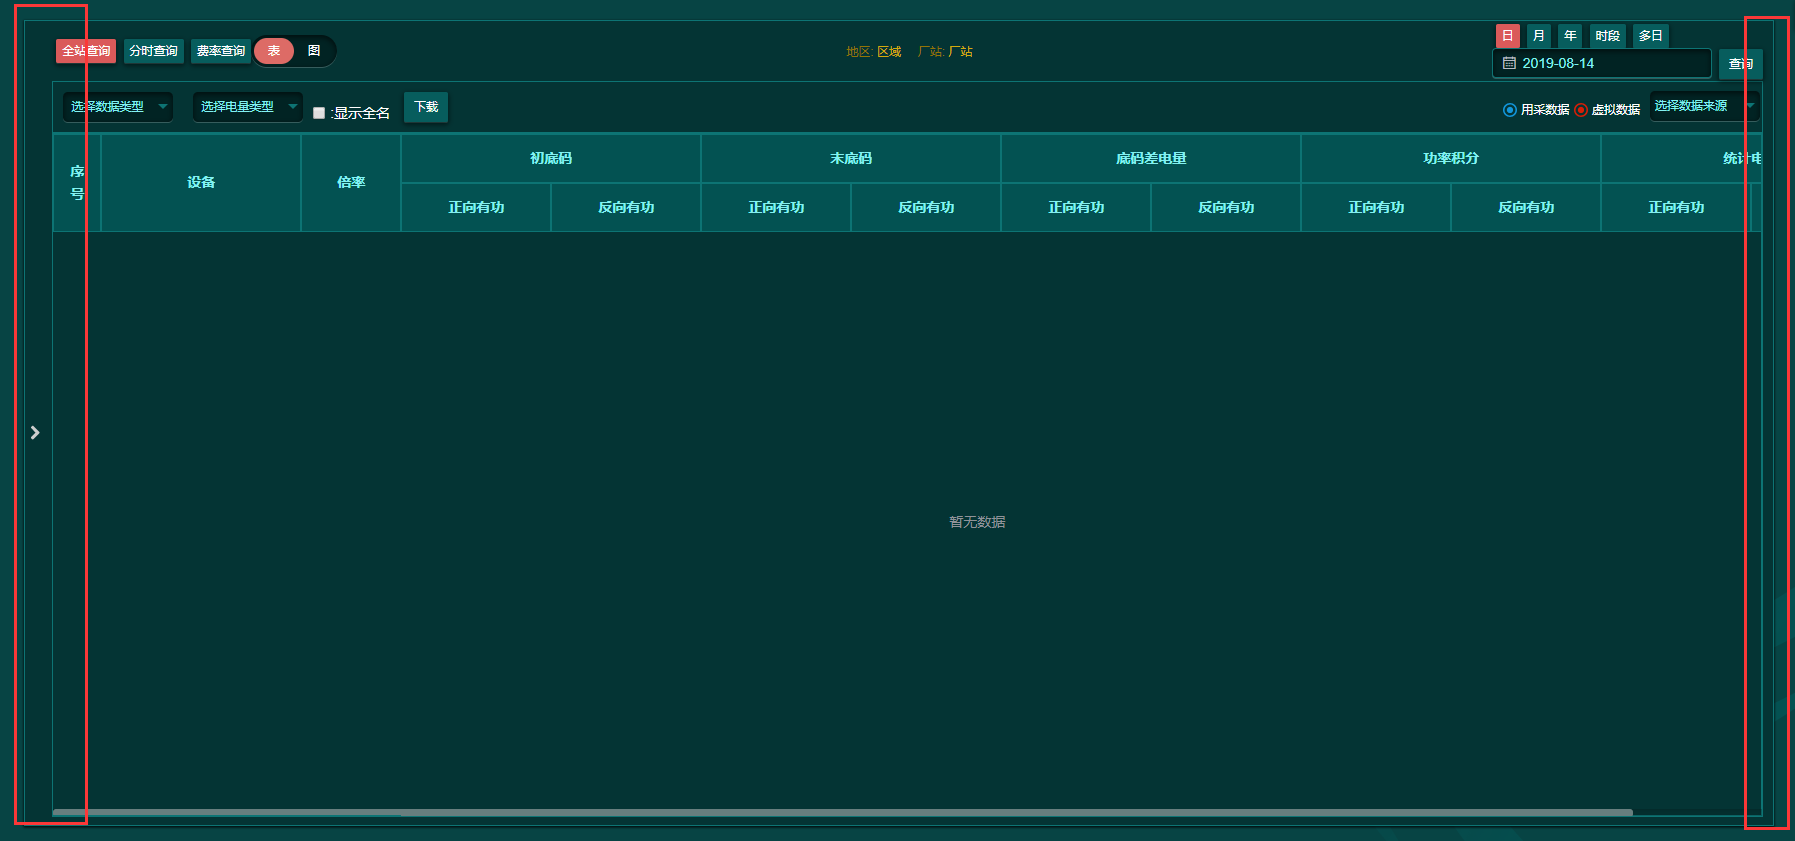 全站查询 分时查询 费率查询 表 图
地区: 区域 厂站: 厂站
日 月 年 时段 多日
2019-08-14 查询
选择数据类型 选择电量类型 :显示全名 下载
用采数据 虚拟数据 选择数据来源
序号 设备 倍率 初底码 末底码 底码差电量 功率积分 统计电
正向有功 反向有功 正向有功 反向有功 正向有功 反向有功 正向有功 反向有功 正向有功
暂无数据